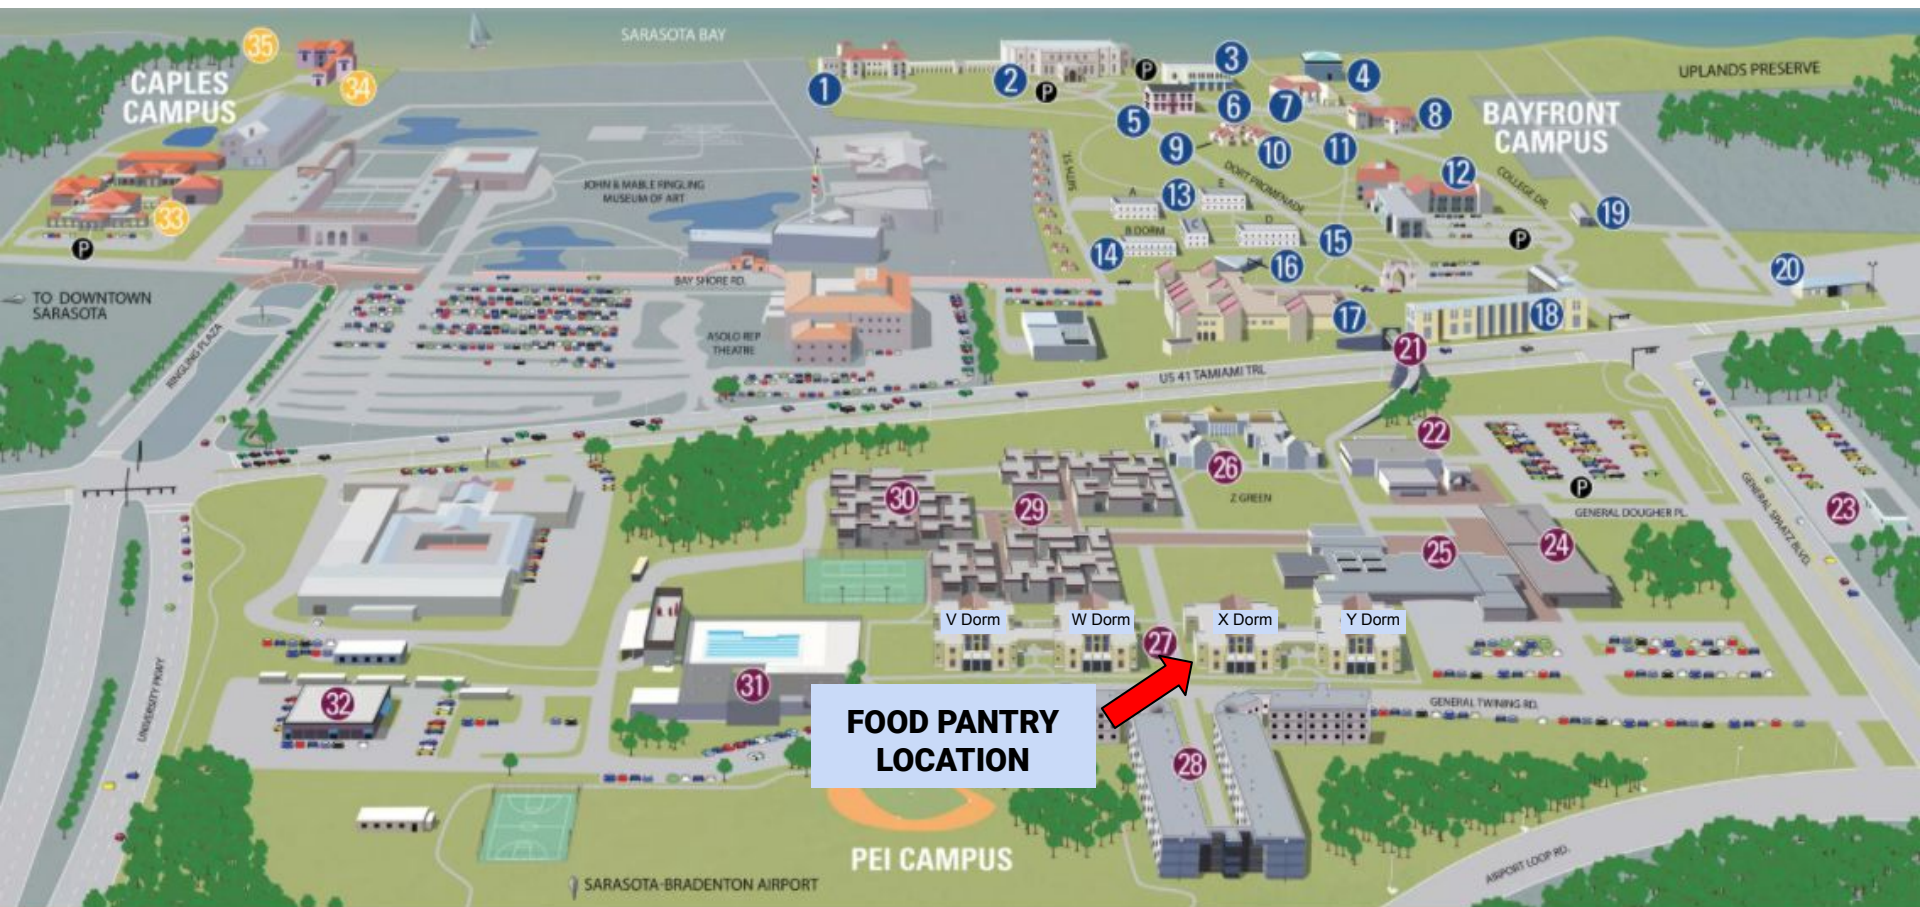 SARASOTA BAY
35
34
CAPLES
CAMPUS
33
P
1
2
P
P
3
4
5
6
7
8
9
10
11
12
UPLANDS PRESERVE
BAYFRONT
CAMPUS
JOHN & MABLE RINGLING
MUSEUM OF ART
DORT PROMENADE
COLLEGE DR.
A
13
E
C
D
B DORM
14
15
16
P
19
20
17
18
TO DOWNTOWN
SARASOTA
BAY SHORE RD.
RINGLING PLAZA
ASOLO REP
THEATRE
US 41 TAMIAMI TRL
21
22
26
Z GREEN
P
GENERAL DOUGHER PL.
GENERAL SPAATZ BLVD.
23
30
29
25
24
V Dorm
W Dorm
X Dorm
Y Dorm
27
31
32
UNIVERSITY PKWY
FOOD PANTRY
LOCATION
GENERAL TWINING RD.
28
PEI CAMPUS
SARASOTA-BRADENTON AIRPORT
AIRPORT LOOP RD.